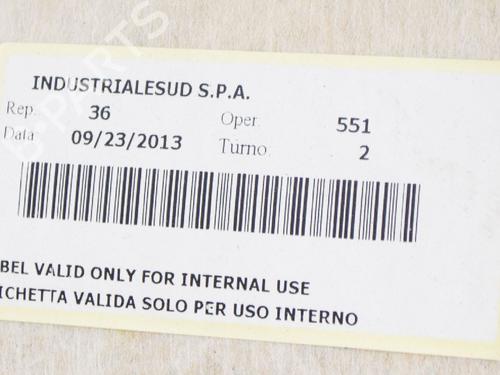 INDUSTRIALESUD S.P.A.
Rep. 36 Oper. 551
Data 09/23/2013 Turno. 2
BEL VALID ONLY FOR INTERNAL USE
ICHETTA VALIDA SOLO PER USO INTERNO
B-PARTS